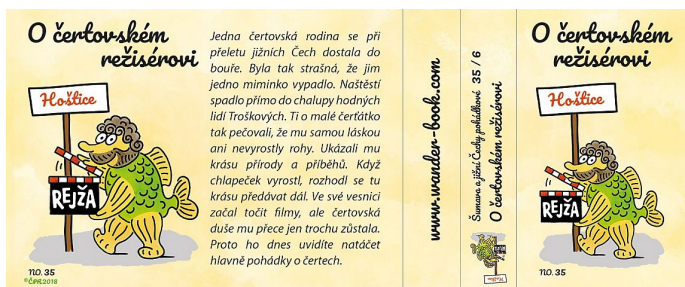 O čertovském
režisérovi
Hoštice
REJŽA
NO. 35
©ČIPR2018
Jedna čertovská rodina se při
přeletu jižních Čech dostala do
bouře. Byla tak strašná, že jim
jedno miminko vypadlo. Naštěstí
spadlo přímo do chalupy hodných
lidí Troškových. Ti o malé čerťátko
tak pečovali, že mu samou láskou
ani nevyrostly rohy. Ukázali mu
krásu přírody a příběhů. Když
chlapeček vyrostl, rozhodl se tu
krásu předávat dál. Ve své vesnici
začal točit filmy, ale čertovská
duše mu přece jen trochu zůstala.
Proto ho dnes uvidíte natáčet
hlavně pohádky o čertech.
www.wander-book.com
Šumava a jižní Čechy pohádkové 35 / 6
O čertovském režisérovi
Hoštice
O čertovském
režisérovi
Hoštice
REJŽA
NO. 35